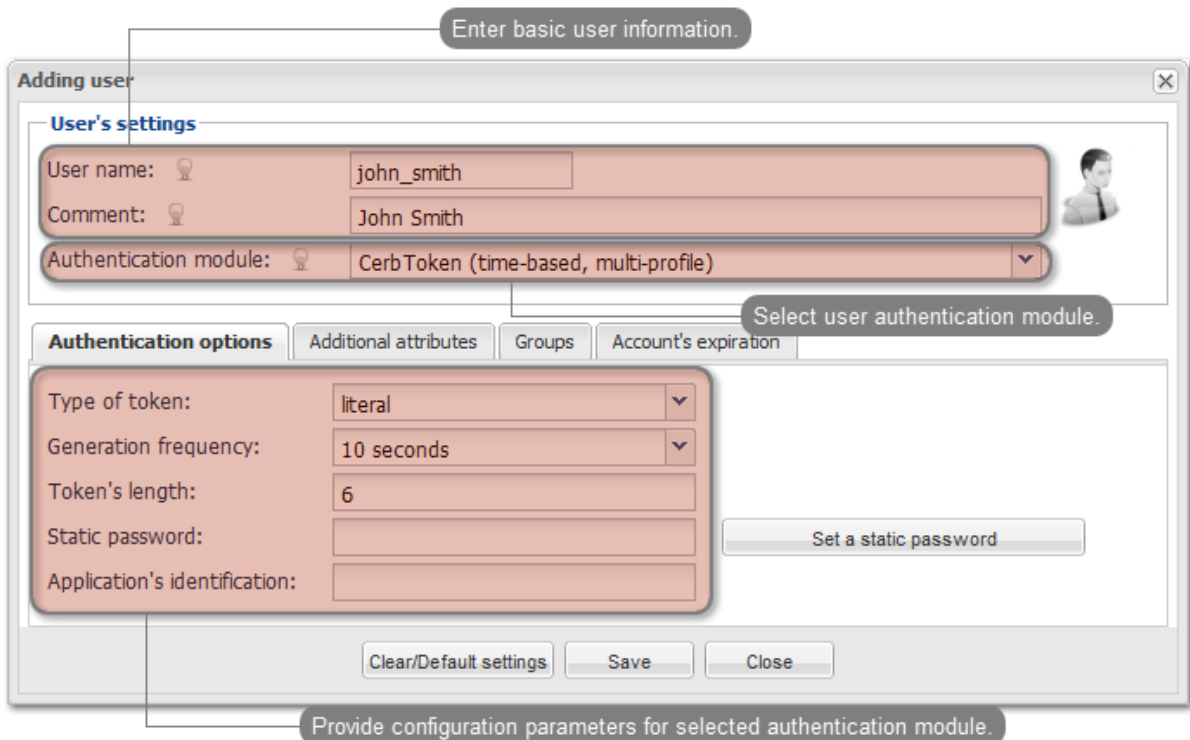 Enter basic user information.
Adding user
User's settings
User name: john_smith
Comment: John Smith
Authentication module: CerbToken (time-based, multi-profile)
Select user authentication module.
Authentication options Additional attributes Groups Account's expiration
Type of token: literal
Generation frequency: 10 seconds
Token's length: 6
Static password: Set a static password
Application's identification:
Clear/Default settings Save Close
Provide configuration parameters for selected authentication module.